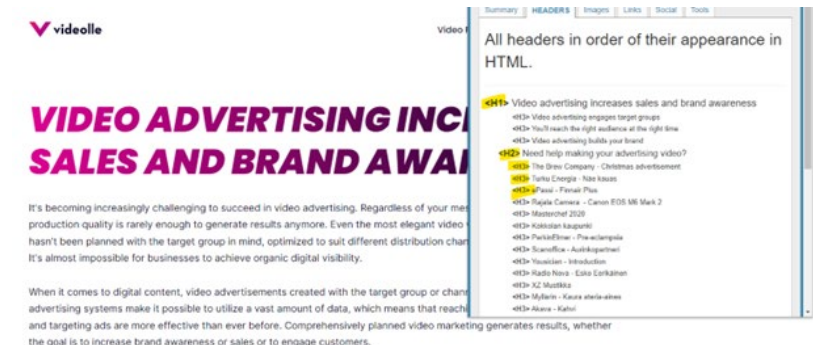 videolle
Video
VIDEO ADVERTISING INC
SALES AND BRAND AWA
It's becoming increasingly challenging to succeed in video advertising. Regardless of your mes
production quality is rarely enough to generate results anymore. Even the most elegant video
hasn't been planned with the target group in mind, optimized to suit different distribution chan
It's almost impossible for businesses to achieve organic digital visibility.
When it comes to digital content, video advertisements created with the target group or chann
advertising systems make it possible to utilize a vast amount of data, which means that reachi
and targeting ads are more effective than ever before. Comprehensively planned video marketing generates results, whether
the goal is to increase brand awareness or sales or to engage customers.
Summary HEADERS Images Links Social Tools
All headers in order of their appearance in
HTML.
<H1> Video advertising increases sales and brand awareness
<H3> Video advertising engages target groups
<H3> You'll reach the right audience at the right time
<H3> Video advertising builds your brand
<H2> Need help making your advertising video?
<H3> The Brew Company - Christmas advertisement
<H3> Turku Energia - Näe kauas
<H3> ePassi - Finnair Plus
<H3> Rajala Camera - Canon EOS M6 Mark 2
<H3> Masterchef 2020
<H3> Kokkolan kaupunki
<H3> PerkinElmer - Pre-eclampsia
<H3> Scanoffice - Aurinkopartneri
<H3> Yousician - Introduction
<H3> Radio Nova - Esko Eerikäinen
<H3> XZ Mustikka
<H3> Myllärin - Kaura ateria-aines
<H3> Akava - Kahvi